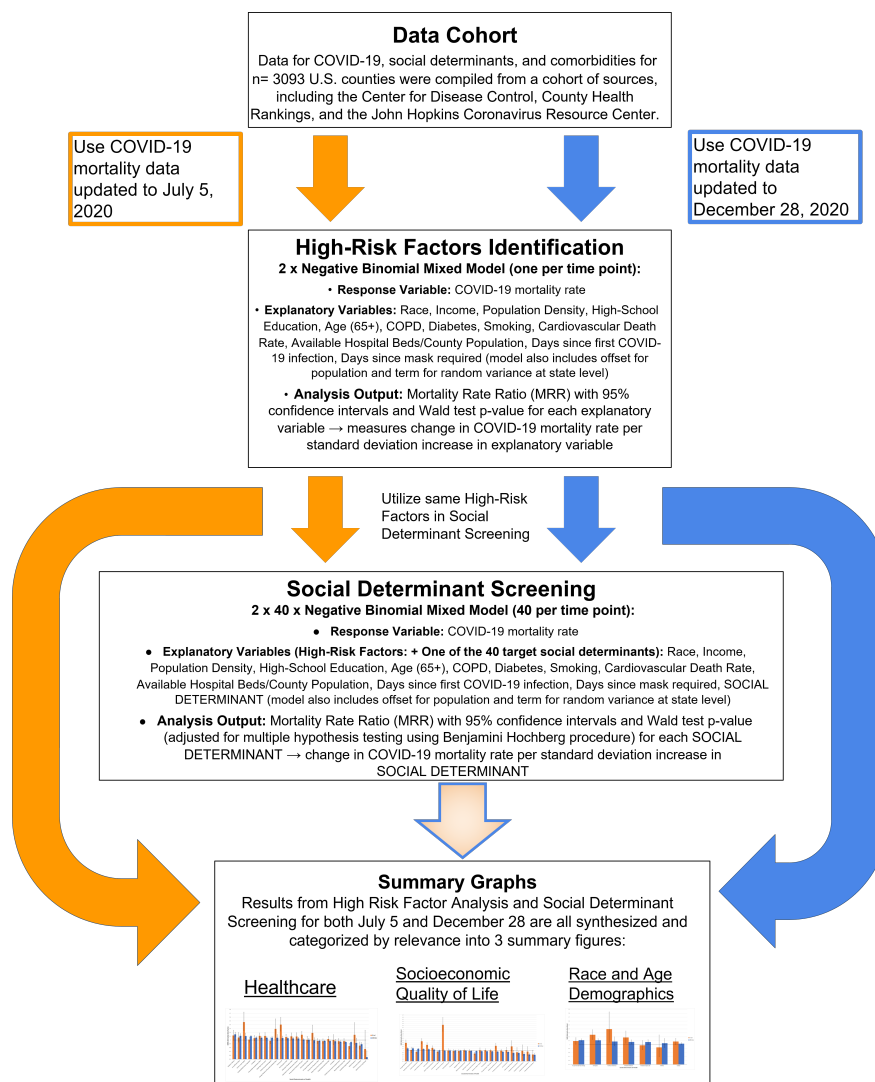 Data Cohort
Data for COVID-19, social determinants, and comorbidities for
n= 3093 U.S. counties were compiled from a cohort of sources,
including the Center for Disease Control, County Health
Rankings, and the John Hopkins Coronavirus Resource Center.
Use COVID-19
mortality data
updated to July 5,
2020
Use COVID-19
mortality data
updated to
December 28, 2020
High-Risk Factors Identification
2 x Negative Binomial Mixed Model (one per time point):
• Response Variable: COVID-19 mortality rate
• Explanatory Variables: Race, Income, Population Density, High-School
Education, Age (65+), COPD, Diabetes, Smoking, Cardiovascular Death
Rate, Available Hospital Beds/County Population, Days since first COVID-
19 infection, Days since mask required (model also includes offset for
population and term for random variance at state level)
• Analysis Output: Mortality Rate Ratio (MRR) with 95%
confidence intervals and Wald test p-value for each explanatory
variable → measures change in COVID-19 mortality rate per
standard deviation increase in explanatory variable
Utilize same High-Risk
Factors in Social
Determinant Screening
Social Determinant Screening
2 x 40 x Negative Binomial Mixed Model (40 per time point):
● Response Variable: COVID-19 mortality rate
● Explanatory Variables (High-Risk Factors: + One of the 40 target social determinants): Race, Income,
Population Density, High-School Education, Age (65+), COPD, Diabetes, Smoking, Cardiovascular Death Rate,
Available Hospital Beds/County Population, Days since first COVID-19 infection, Days since mask required, SOCIAL
DETERMINANT (model also includes offset for population and term for random variance at state level)
● Analysis Output: Mortality Rate Ratio (MRR) with 95% confidence intervals and Wald test p-value
(adjusted for multiple hypothesis testing using Benjamini Hochberg procedure) for each SOCIAL
DETERMINANT → change in COVID-19 mortality rate per standard deviation increase in
SOCIAL DETERMINANT
Summary Graphs
Results from High Risk Factor Analysis and Social Determinant
Screening for both July 5 and December 28 are all synthesized and
categorized by relevance into 3 summary figures:
Healthcare
Socioeconomic
Quality of Life
Race and Age
Demographics